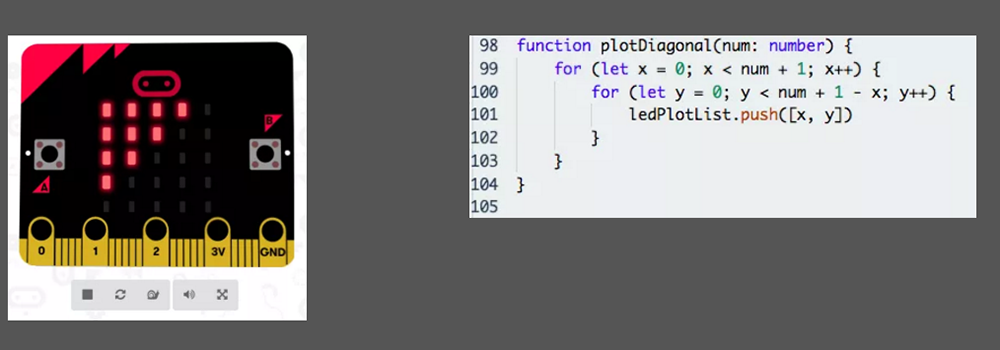 B
A
0 1 2 3V GND
98 function plotDiagonal(num: number) {
99 for (let x = 0; x < num + 1; x++) {
100 for (let y = 0; y < num + 1 - x; y++) {
101 ledPlotList.push([x, y])
102 }
103 }
104 }
105